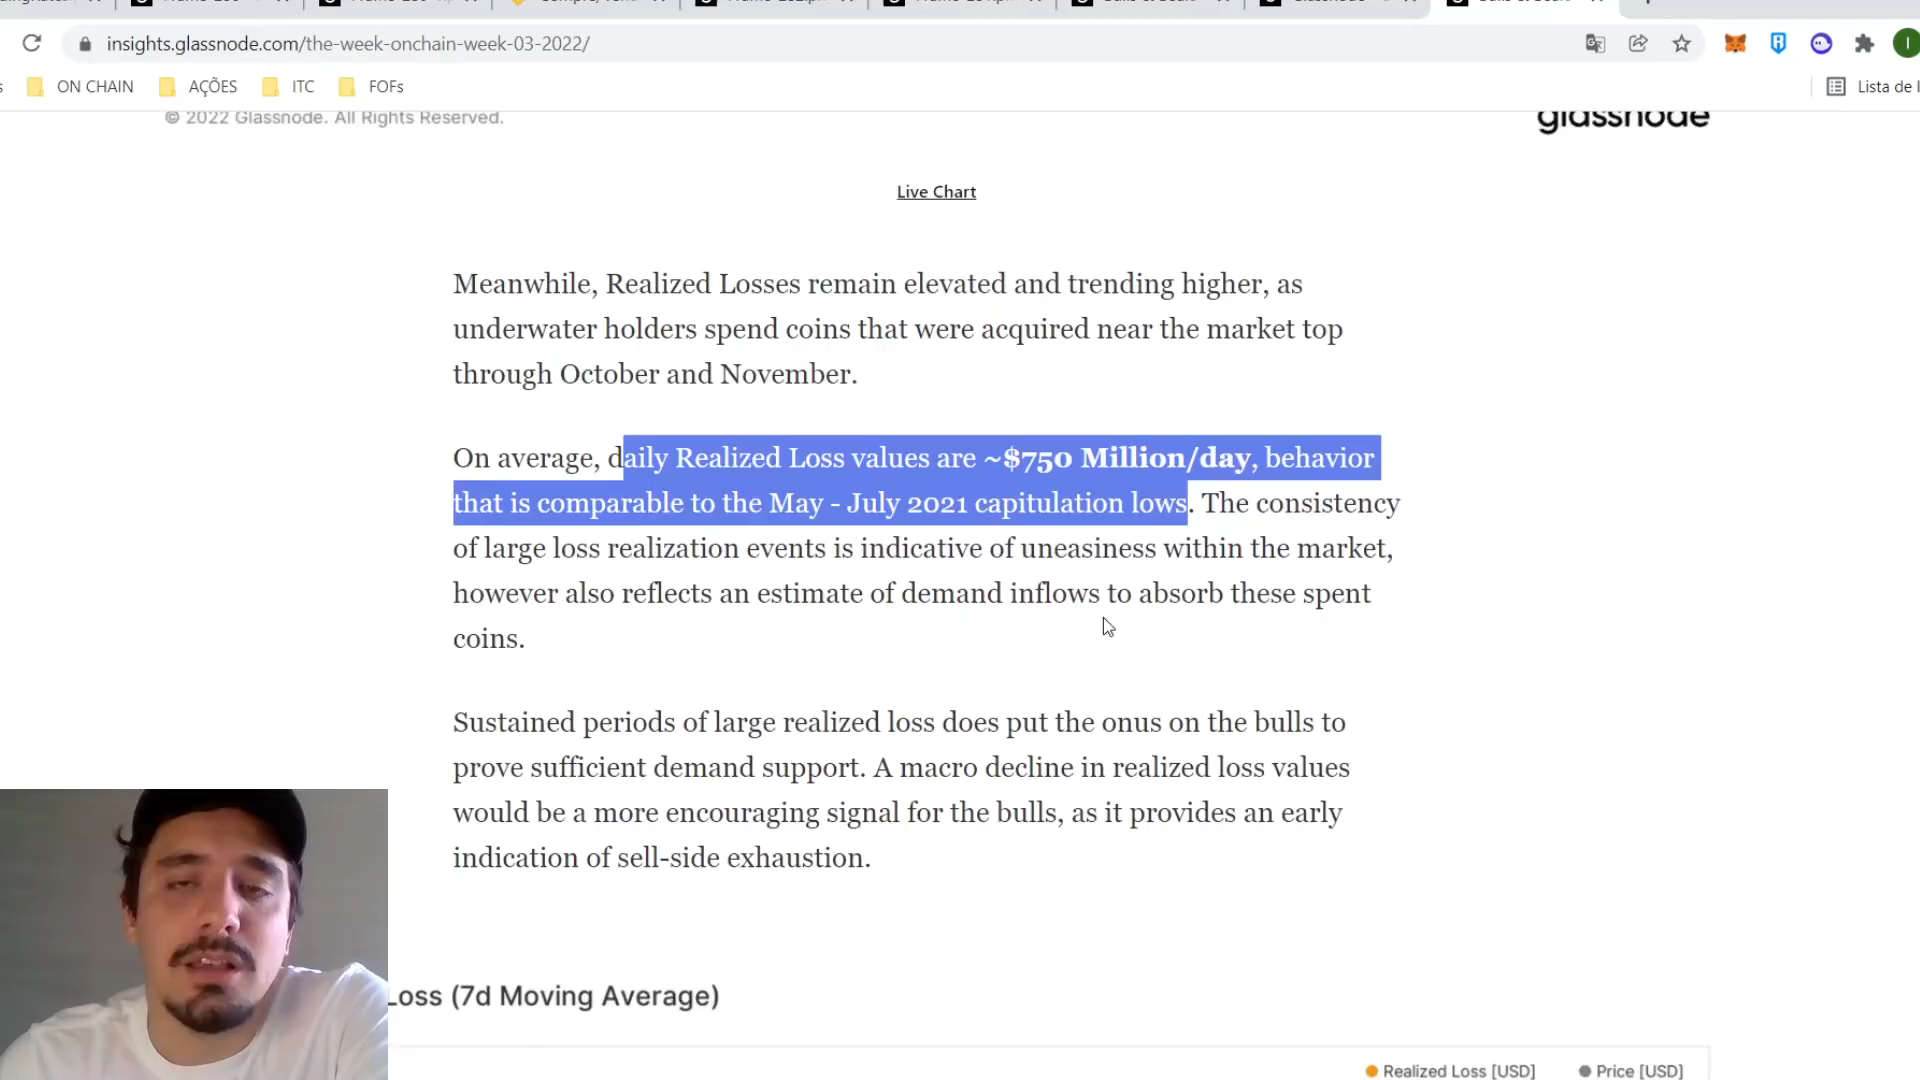 insights.glassnode.com/the-week-onchain-week-03-2022/
ON CHAIN AÇÕES ITC FOFs Lista de l
© 2022 Glassnode. All Rights Reserved. glassnode
Live Chart
Meanwhile, Realized Losses remain elevated and trending higher, as
underwater holders spend coins that were acquired near the market top
through October and November.
On average, daily Realized Loss values are ~$750 Million/day, behavior
that is comparable to the May - July 2021 capitulation lows. The consistency
of large loss realization events is indicative of uneasiness within the market,
however also reflects an estimate of demand inflows to absorb these spent
coins.
Sustained periods of large realized loss does put the onus on the bulls to
prove sufficient demand support. A macro decline in realized loss values
would be a more encouraging signal for the bulls, as it provides an early
indication of sell-side exhaustion.
Loss (7d Moving Average)
Realized Loss [USD] Price [USD]